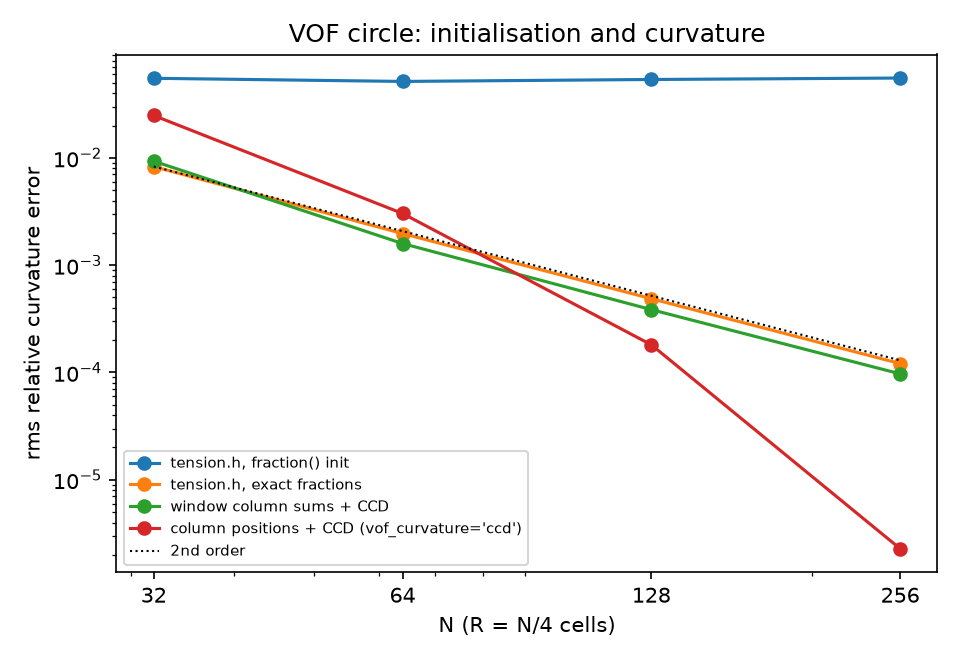 VOF circle: initialisation and curvature
rms relative curvature error
10⁻²
10⁻³
10⁻⁴
10⁻⁵
tension.h, fraction() init
tension.h, exact fractions
window column sums + CCD
column positions + CCD (vof_curvature='ccd')
2nd order
32 64 128 256
N (R = N/4 cells)